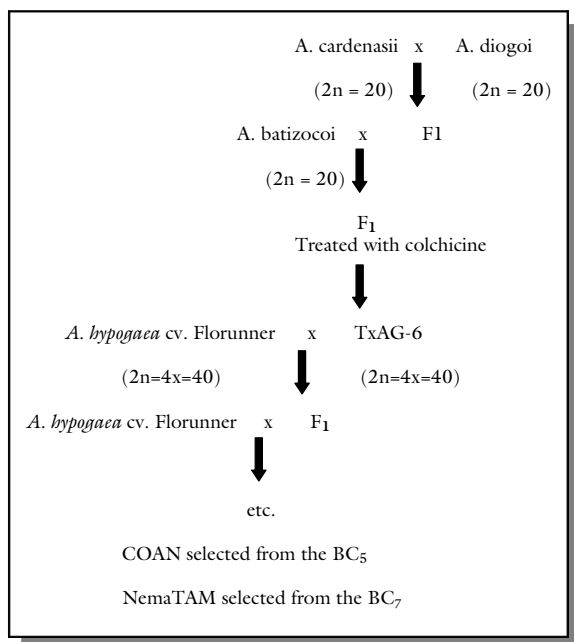 A. cardenasii x A. diogoi
(2n = 20) (2n = 20)
A. batizocoi x F1
(2n = 20)
F1
Treated with colchicine
A. hypogaea cv. Florunner x TxAG-6
(2n=4x=40) (2n=4x=40)
A. hypogaea cv. Florunner x F1
etc.
COAN selected from the BC5
NemaTAM selected from the BC7